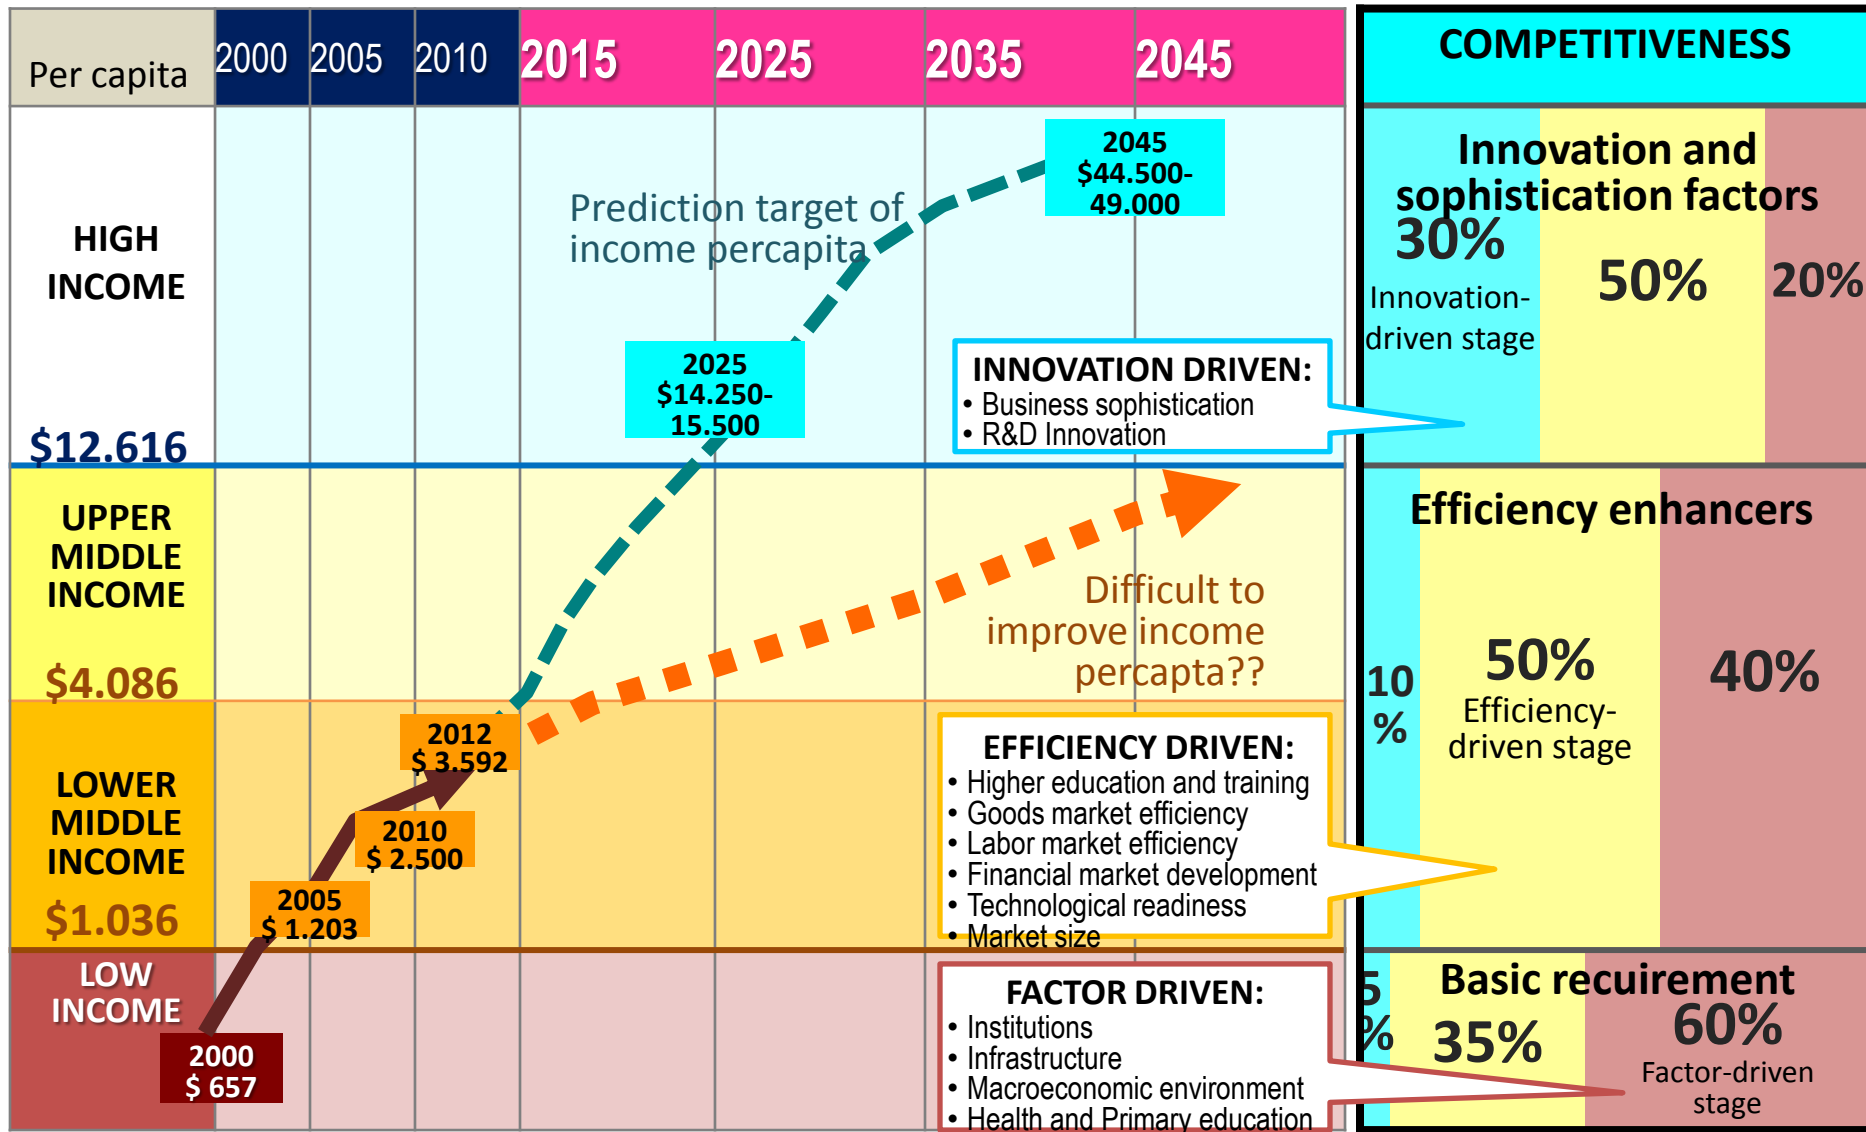 Per capita
2000
2005
2010
2015
2025
2035
2045
COMPETITIVENESS
HIGH
INCOME
$12.616
UPPER
MIDDLE
INCOME
$4.086
LOWER
MIDDLE
INCOME
$1.036
LOW
INCOME
2000
$ 657
2005
$ 1.203
2010
$ 2.500
2012
$ 3.592
Prediction target of
income percapita
2025
$14.250-
15.500
2045
$44.500-
49.000
Difficult to
improve income
percapta??
INNOVATION DRIVEN:
• Business sophistication
• R&D Innovation
EFFICIENCY DRIVEN:
• Higher education and training
• Goods market efficiency
• Labor market efficiency
• Financial market development
• Technological readiness
• Market size
FACTOR DRIVEN:
• Institutions
• Infrastructure
• Macroeconomic environment
• Health and Primary education
Innovation and
sophistication factors
30%
Innovation-
driven stage
50%
20%
Efficiency enhancers
10
%
50%
Efficiency-
driven stage
40%
Basic recuirement
5
%
35%
60%
Factor-driven
stage